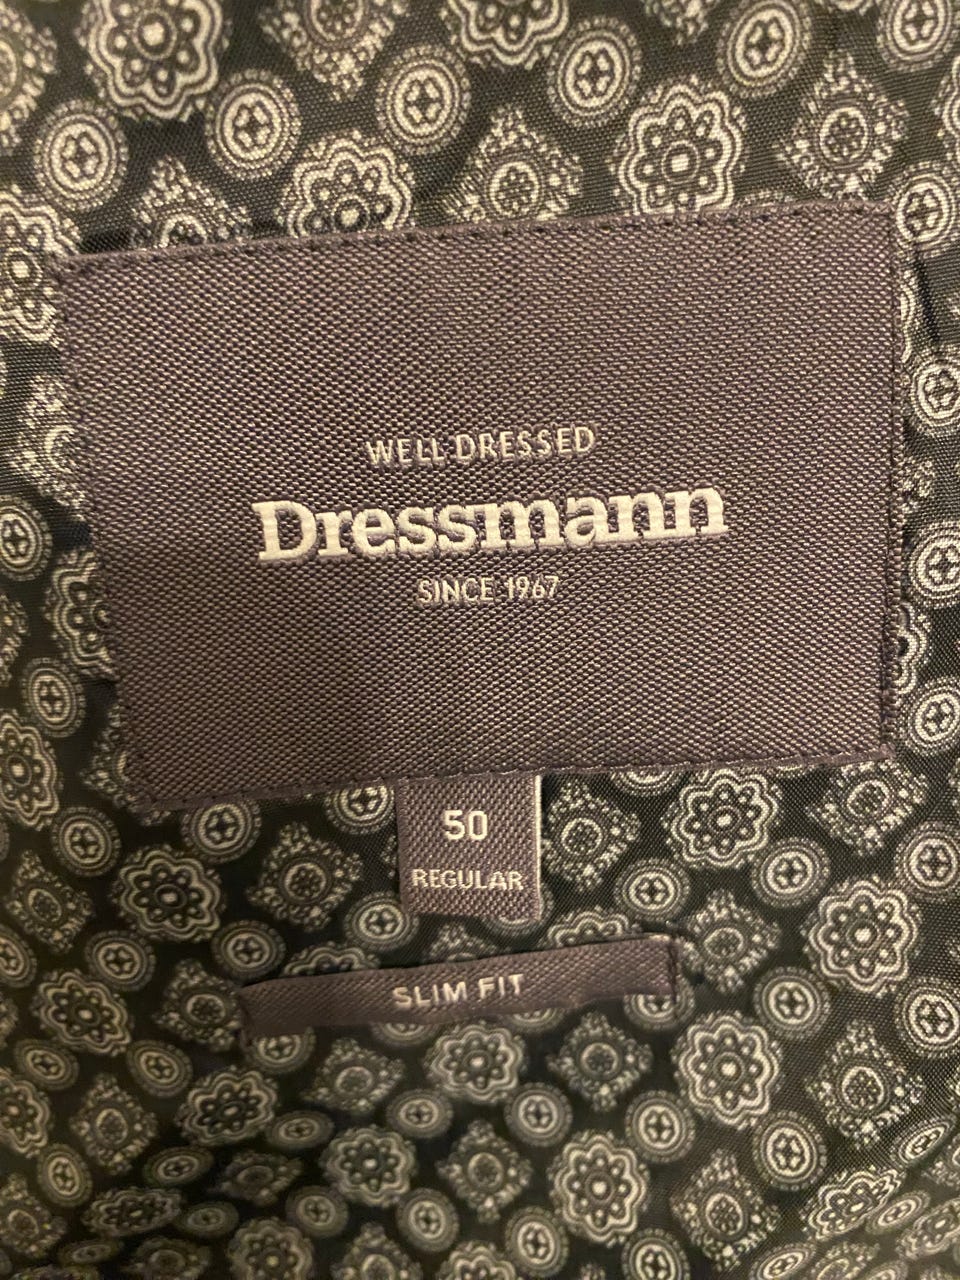 WELL DRESSED
Dressmann
SINCE 1967
50
REGULAR
SLIM FIT